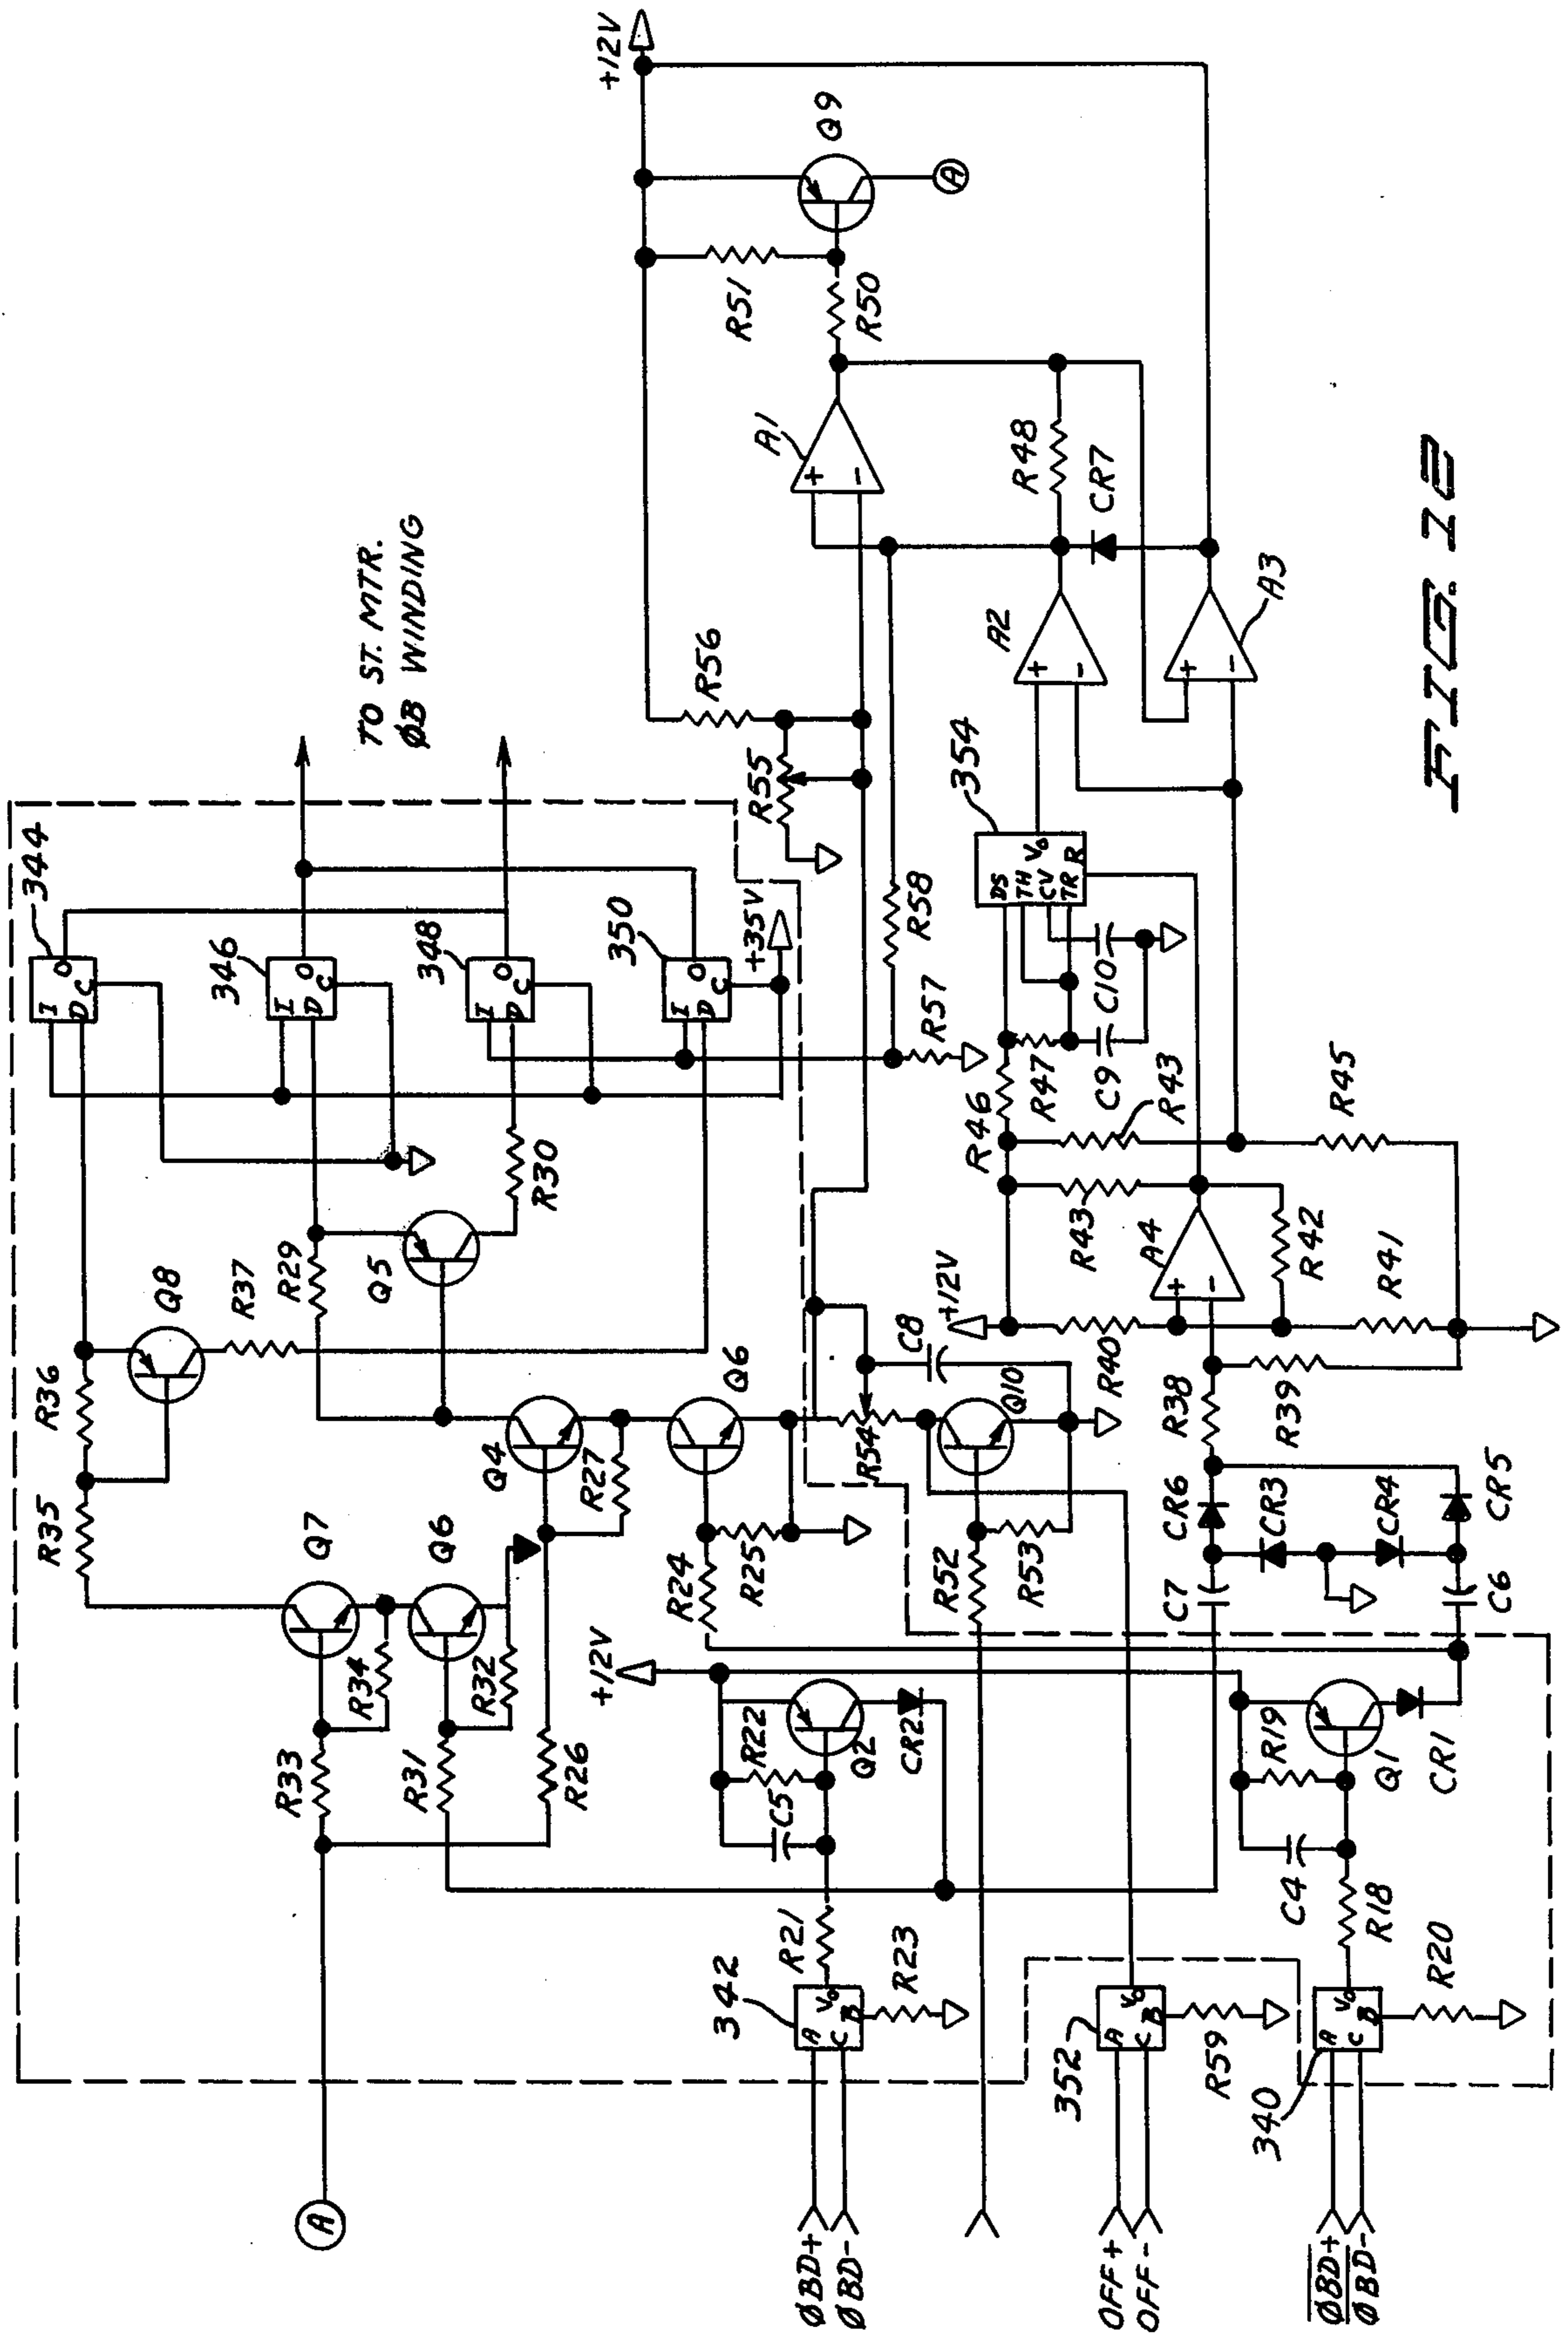 +12V
Q9
A
R51
R50
A1
+
-
R48
CR7
A2
+
-
A3
+
-
TO ST. MTR.
ØB WINDING
R56
R55
354
DS
TH
CV
TR
Vo
R
344
I
D
O
C
346
I
D
O
C
348
I
D
O
C
350
I
D
O
C
+35V
R58
R57
C10
C9
R47
R46
R43
R45
R30
R29
Q5
Q8
R37
R36
R35
Q7
Q6
Q4
R27
Q6
R24
R25
R54
C8
Q10
+12V
R40
R43
A4
+
-
R42
R41
R38
R39
CR6
CR3
CR4
CR5
C7
C6
R52
R53
R34
R33
R32
R31
R26
+12V
R22
Q2
CR2
C5
R21
R23
342
A
C
Vo
B
R19
Q1
CR1
C4
R18
R20
352
A
C
Vo
B
R59
340
A
C
Vo
B
A
ØBD+
ØBD-
OFF+
OFF-
ØBD+
ØBD-
FIG. 1E